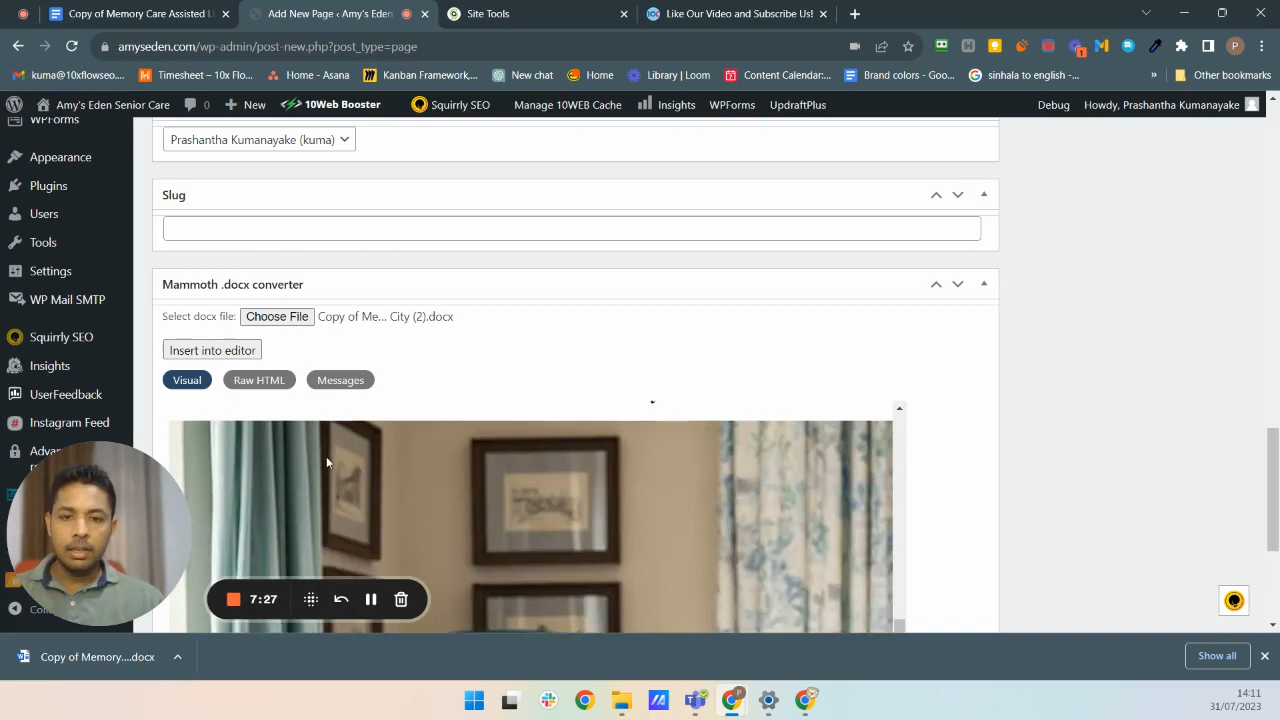 Copy of Memory Care Assisted L
Add New Page ‹ Amy's Eden
Site Tools
Like Our Video and Subscribe Us!
amyseden.com/wp-admin/post-new.php?post_type=page
kuma@10xflowseo...
Timesheet – 10x Flo...
Home - Asana
Kanban Framework,...
New chat
Home
Library | Loom
Content Calendar:...
Brand colors - Goo...
sinhala to english -...
Other bookmarks
Amy's Eden Senior Care
0
New
10Web Booster
Squirrly SEO
Manage 10WEB Cache
Insights
WPForms
UpdraftPlus
Debug
Howdy, Prashantha Kumanayake
WPForms
Appearance
Plugins
Users
Tools
Settings
WP Mail SMTP
Squirrly SEO
Insights
UserFeedback
Instagram Feed
Prashantha Kumanayake (kuma)
Slug
Mammoth .docx converter
Select docx file:
Choose File
Copy of Me... City (2).docx
Insert into editor
Visual
Raw HTML
Messages
7:27
Copy of Memory....docx
Show all
14:11
31/07/2023